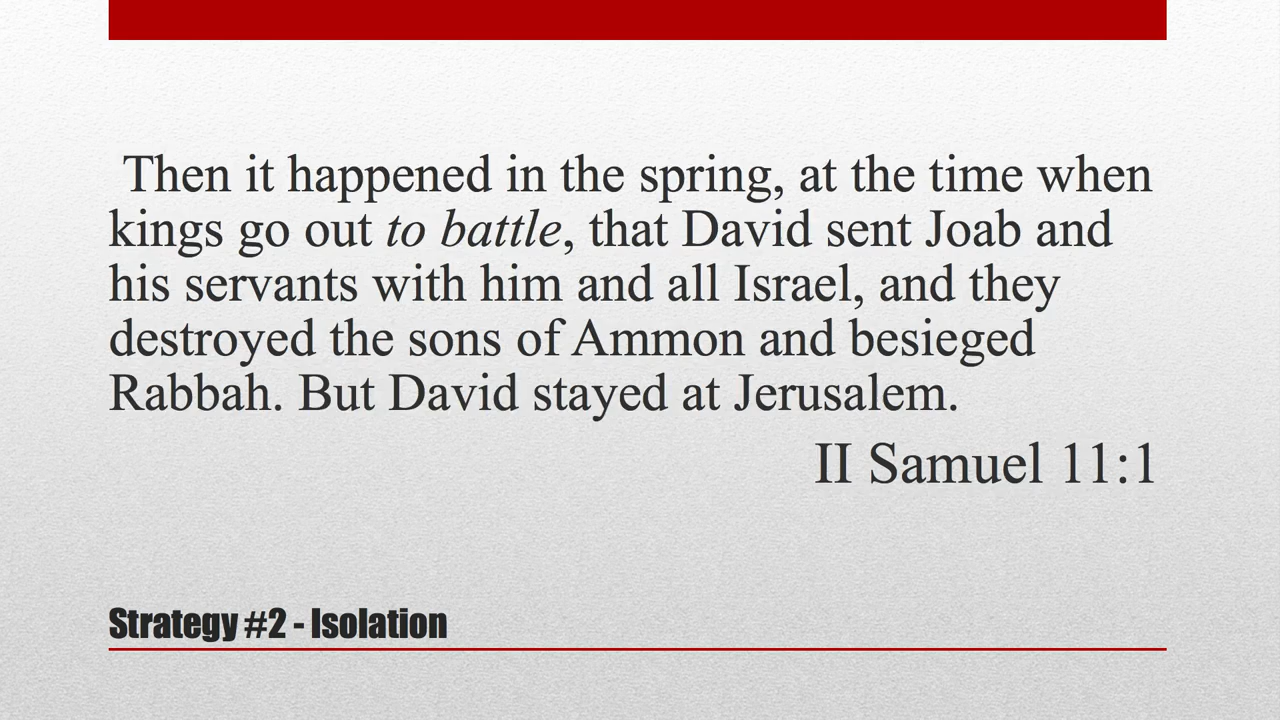 Then it happened in the spring, at the time when
kings go out to battle, that David sent Joab and
his servants with him and all Israel, and they
destroyed the sons of Ammon and besieged
Rabbah. But David stayed at Jerusalem.
II Samuel 11:1
Strategy #2 - Isolation